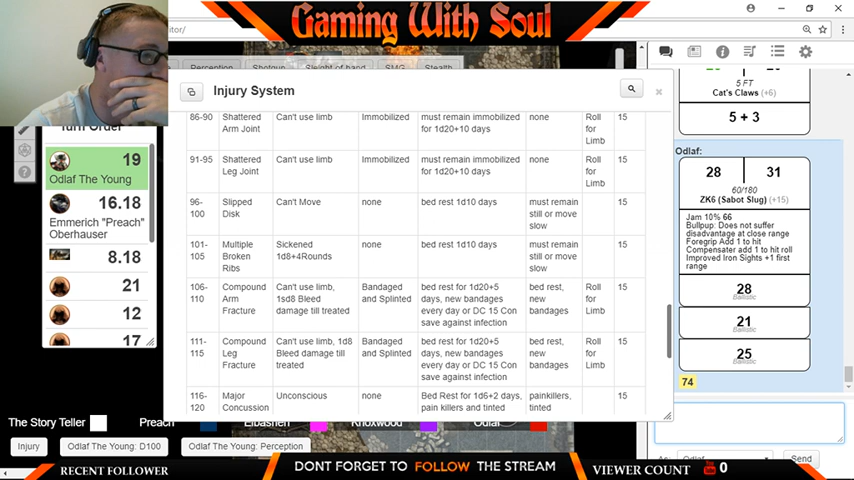 Gaming With Soul
itor/
Perception
Shotgun
Sleight of hand
SMG
Stealth
Injury System
Turn Order
19
Odlaf The Young
16.18
Emmerich "Preach"
Oberhauser
8.18
21
12
17
86-90
Shattered
Arm Joint
Can't use limb
Immobilized
must remain immobilized
for 1d20+10 days
none
Roll
for
Limb
15
91-95
Shattered
Leg Joint
Can't use limb
Immobilized
must remain immobilized
for 1d20+10 days
none
Roll
for
Limb
15
96-
100
Slipped
Disk
Can't Move
none
bed rest 1d10 days
must remain
still or move
slow
15
101-
105
Multiple
Broken
Ribs
Sickened
1d8+4Rounds
none
bed rest 1d10 days
must remain
still or move
slow
15
106-
110
Compound
Arm
Fracture
Can't use limb,
1sd8 Bleed
damage till treated
Bandaged
and Splinted
bed rest for 1d20+5
days, new bandages
every day or DC 15 Con
save against infection
bed rest,
new
bandages
Roll
for
Limb
15
111-
115
Compound
Leg
Fracture
Can't use limb, 1d8
Bleed damage till
treated
Bandaged
and Splinted
bed rest for 1d20+5
days, new bandages
every day or DC 15 Con
save against infection
bed rest,
new
bandages
Roll
for
Limb
15
116-
120
Major
Concussion
Unconscious
none
Bed Rest for 1d6+2 days,
pain killers and tinted
painkillers,
tinted
15
5 FT
Cat's Claws (+6)
5 + 3
Odlaf:
28
31
60/180
ZK6 (Sabot Slug) (+15)
Jam 10% 66
Bullpup: Does not suffer
disadvantage at close range
Foregrip Add 1 to hit
Compensater add 1 to hit roll
Improved Iron Sights +1 first
range
28
Ballistic
21
Ballistic
25
Ballistic
74
As:
Odlaf
Send
The Story Teller
Preach
Elbashen
Knoxwood
Odlaf
Injury
Odlaf The Young: D100
Odlaf The Young: Perception
RECENT FOLLOWER
DONT FORGET TO FOLLOW THE STREAM
VIEWER COUNT
0